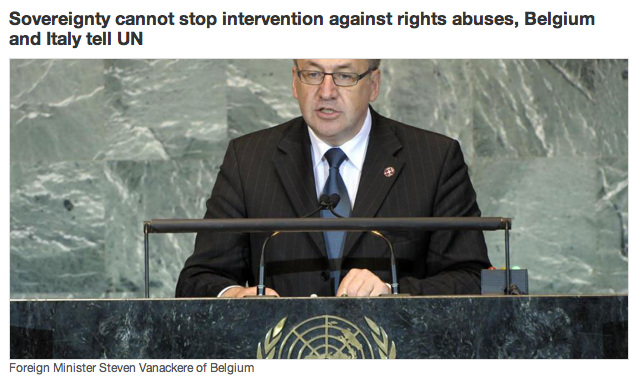 Sovereignty cannot stop intervention against rights abuses, Belgium
and Italy tell UN
Foreign Minister Steven Vanackere of Belgium